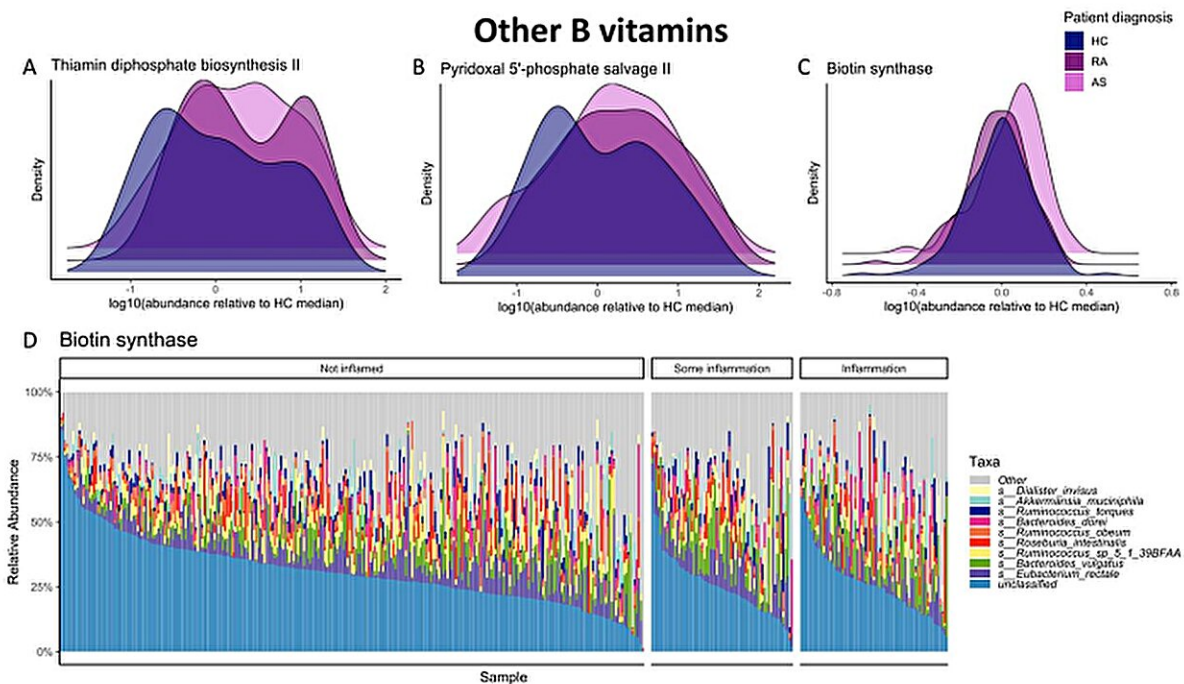 Other B vitamins
Patient diagnosis
HC
RA
AS
A Thiamin diphosphate biosynthesis II
B Pyridoxal 5'-phosphate salvage II
C Biotin synthase
Density
Density
Density
-1 0 1 2
-1 0 1 2
-0.8 -0.4 0.0 0.4 0.8
log10(abundance relative to HC median)
log10(abundance relative to HC median)
log10(abundance relative to HC median)
D Biotin synthase
Not inflamed
Some inflammation
Inflammation
100%
75%
50%
25%
0%
Relative Abundance
Sample
Taxa
Other
s__Dialister_invisus
s__Akkermansia_muciniphila
s__Ruminococcus_torques
s__Bacteroides_dorei
s__Ruminococcus_obeum
s__Roseburia_intestinalis
s__Ruminococcus_sp_5_1_39BFAA
s__Bacteroides_vulgatus
s__Eubacterium_rectale
unclassified